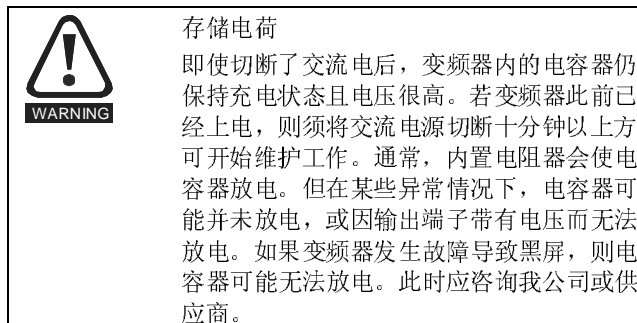 存储电荷
即使切断了交流电后，变频器内的电容器仍
保持充电状态且电压很高。若变频器此前已
经上电，则须将交流电源切断十分钟以上方
可开始维护工作。通常，内置电阻器会使电
容器放电。但在某些异常情况下，电容器可
能并未放电，或因输出端子带有电压而无法
放电。如果变频器发生故障导致黑屏，则电
容器可能无法放电。此时应咨询我公司或供
应商。
WARNING